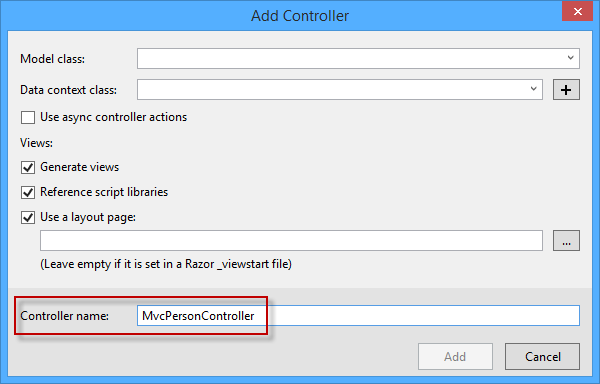 Add Controller
Model class:
Data context class:
+
Use async controller actions
Views:
Generate views
Reference script libraries
Use a layout page:
...
(Leave empty if it is set in a Razor _viewstart file)
Controller name: MvcPersonController
Add Cancel